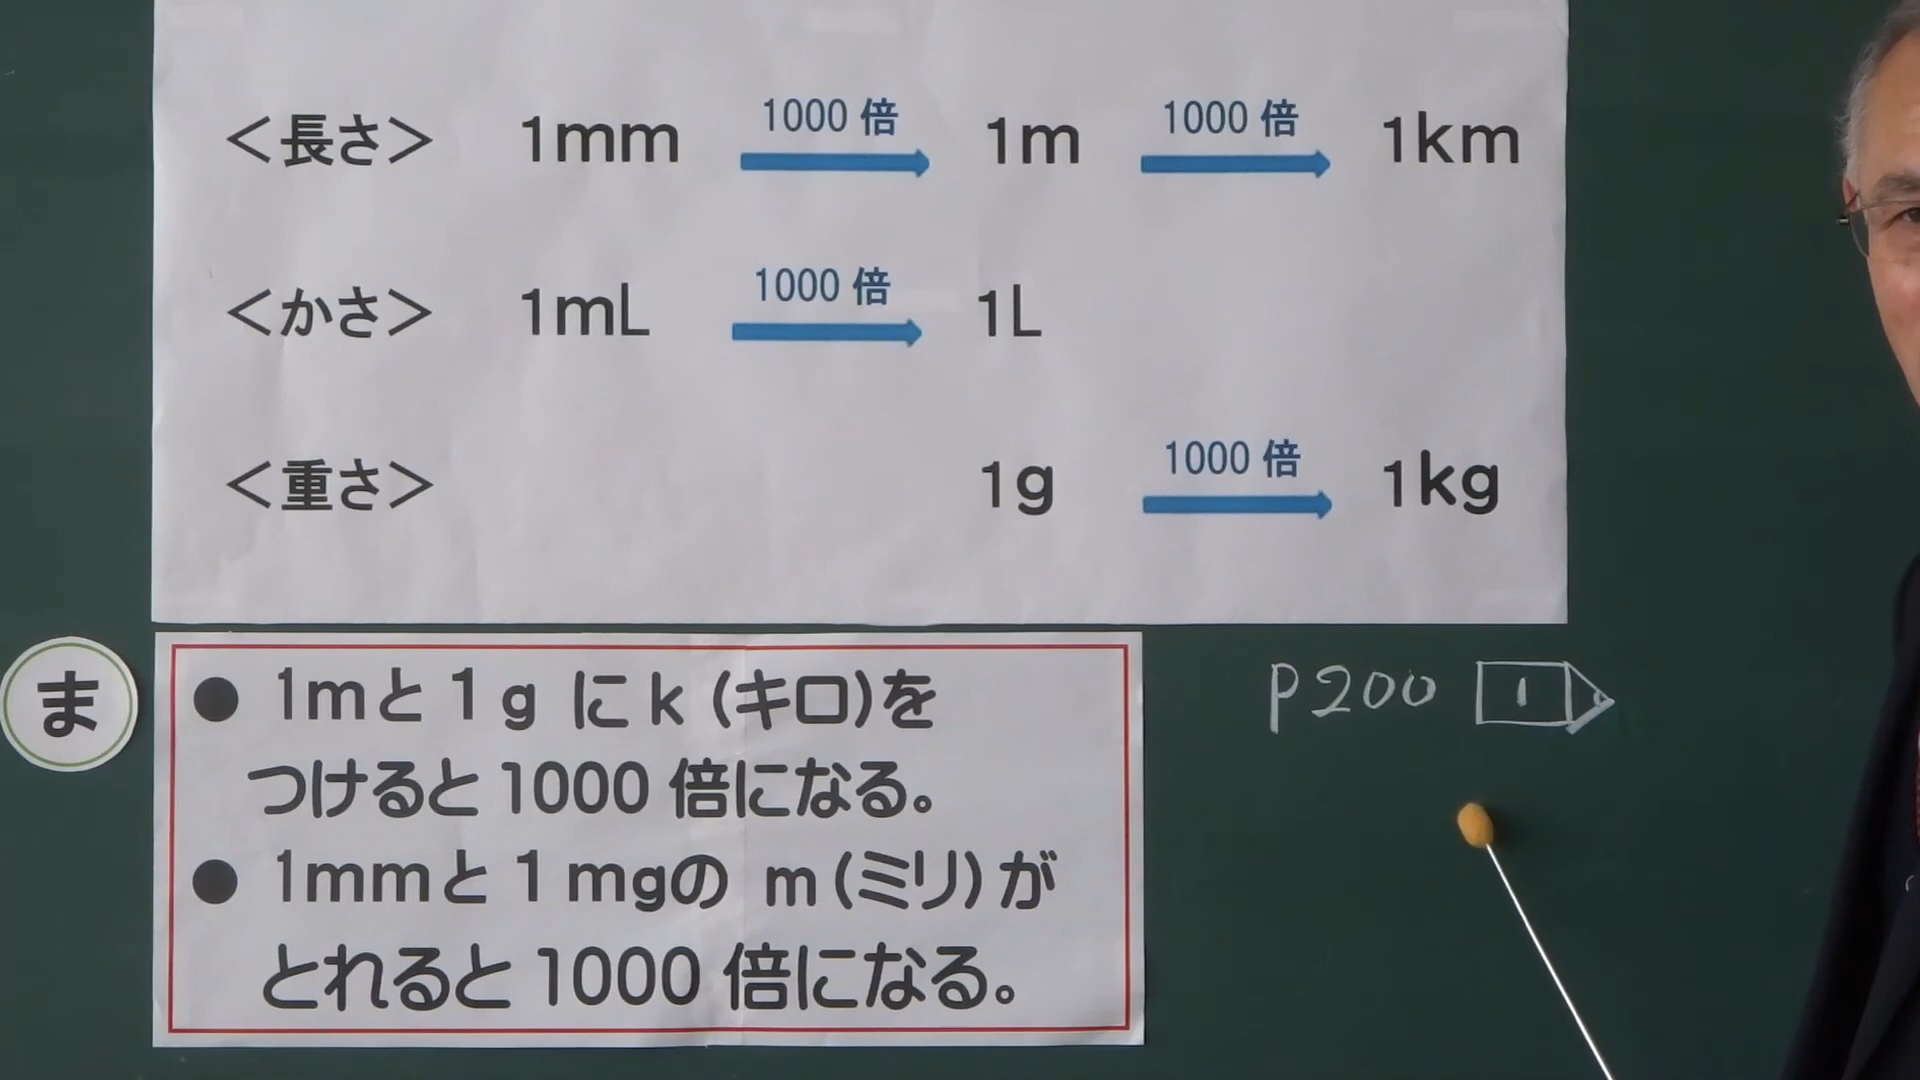 <長さ> 1mm 1000倍 1m 1000倍 1km
<かさ> 1mL 1000倍 1L
<重さ> 1g 1000倍 1kg
ま
● 1mと1gにk(キロ)を
つけると1000倍になる。
● 1mmと1mgの m(ミリ)が
とれると1000倍になる。
P200 1